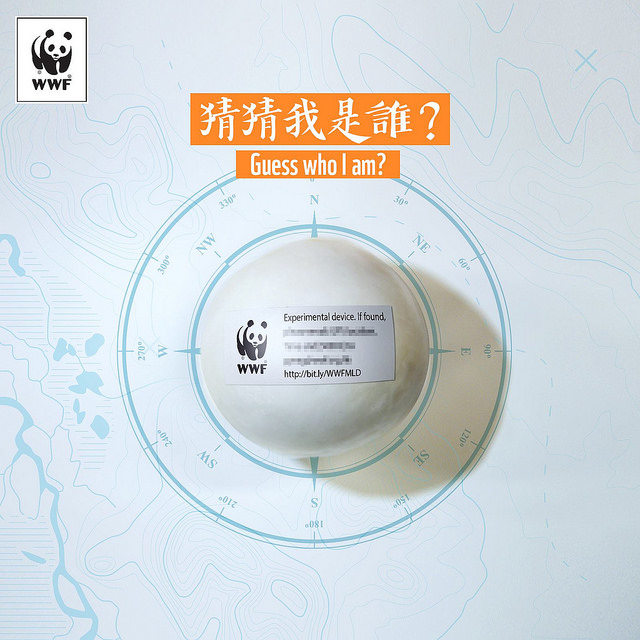 WWF
猜猜我是誰？
Guess who I am?
330°
N
30°
300°
NW
NE
60°
Experimental device. If found,
WWF
http://bit.ly/WWFMLD
270°
W
E
90°
240°
SW
SE
120°
210°
S
150°
180°